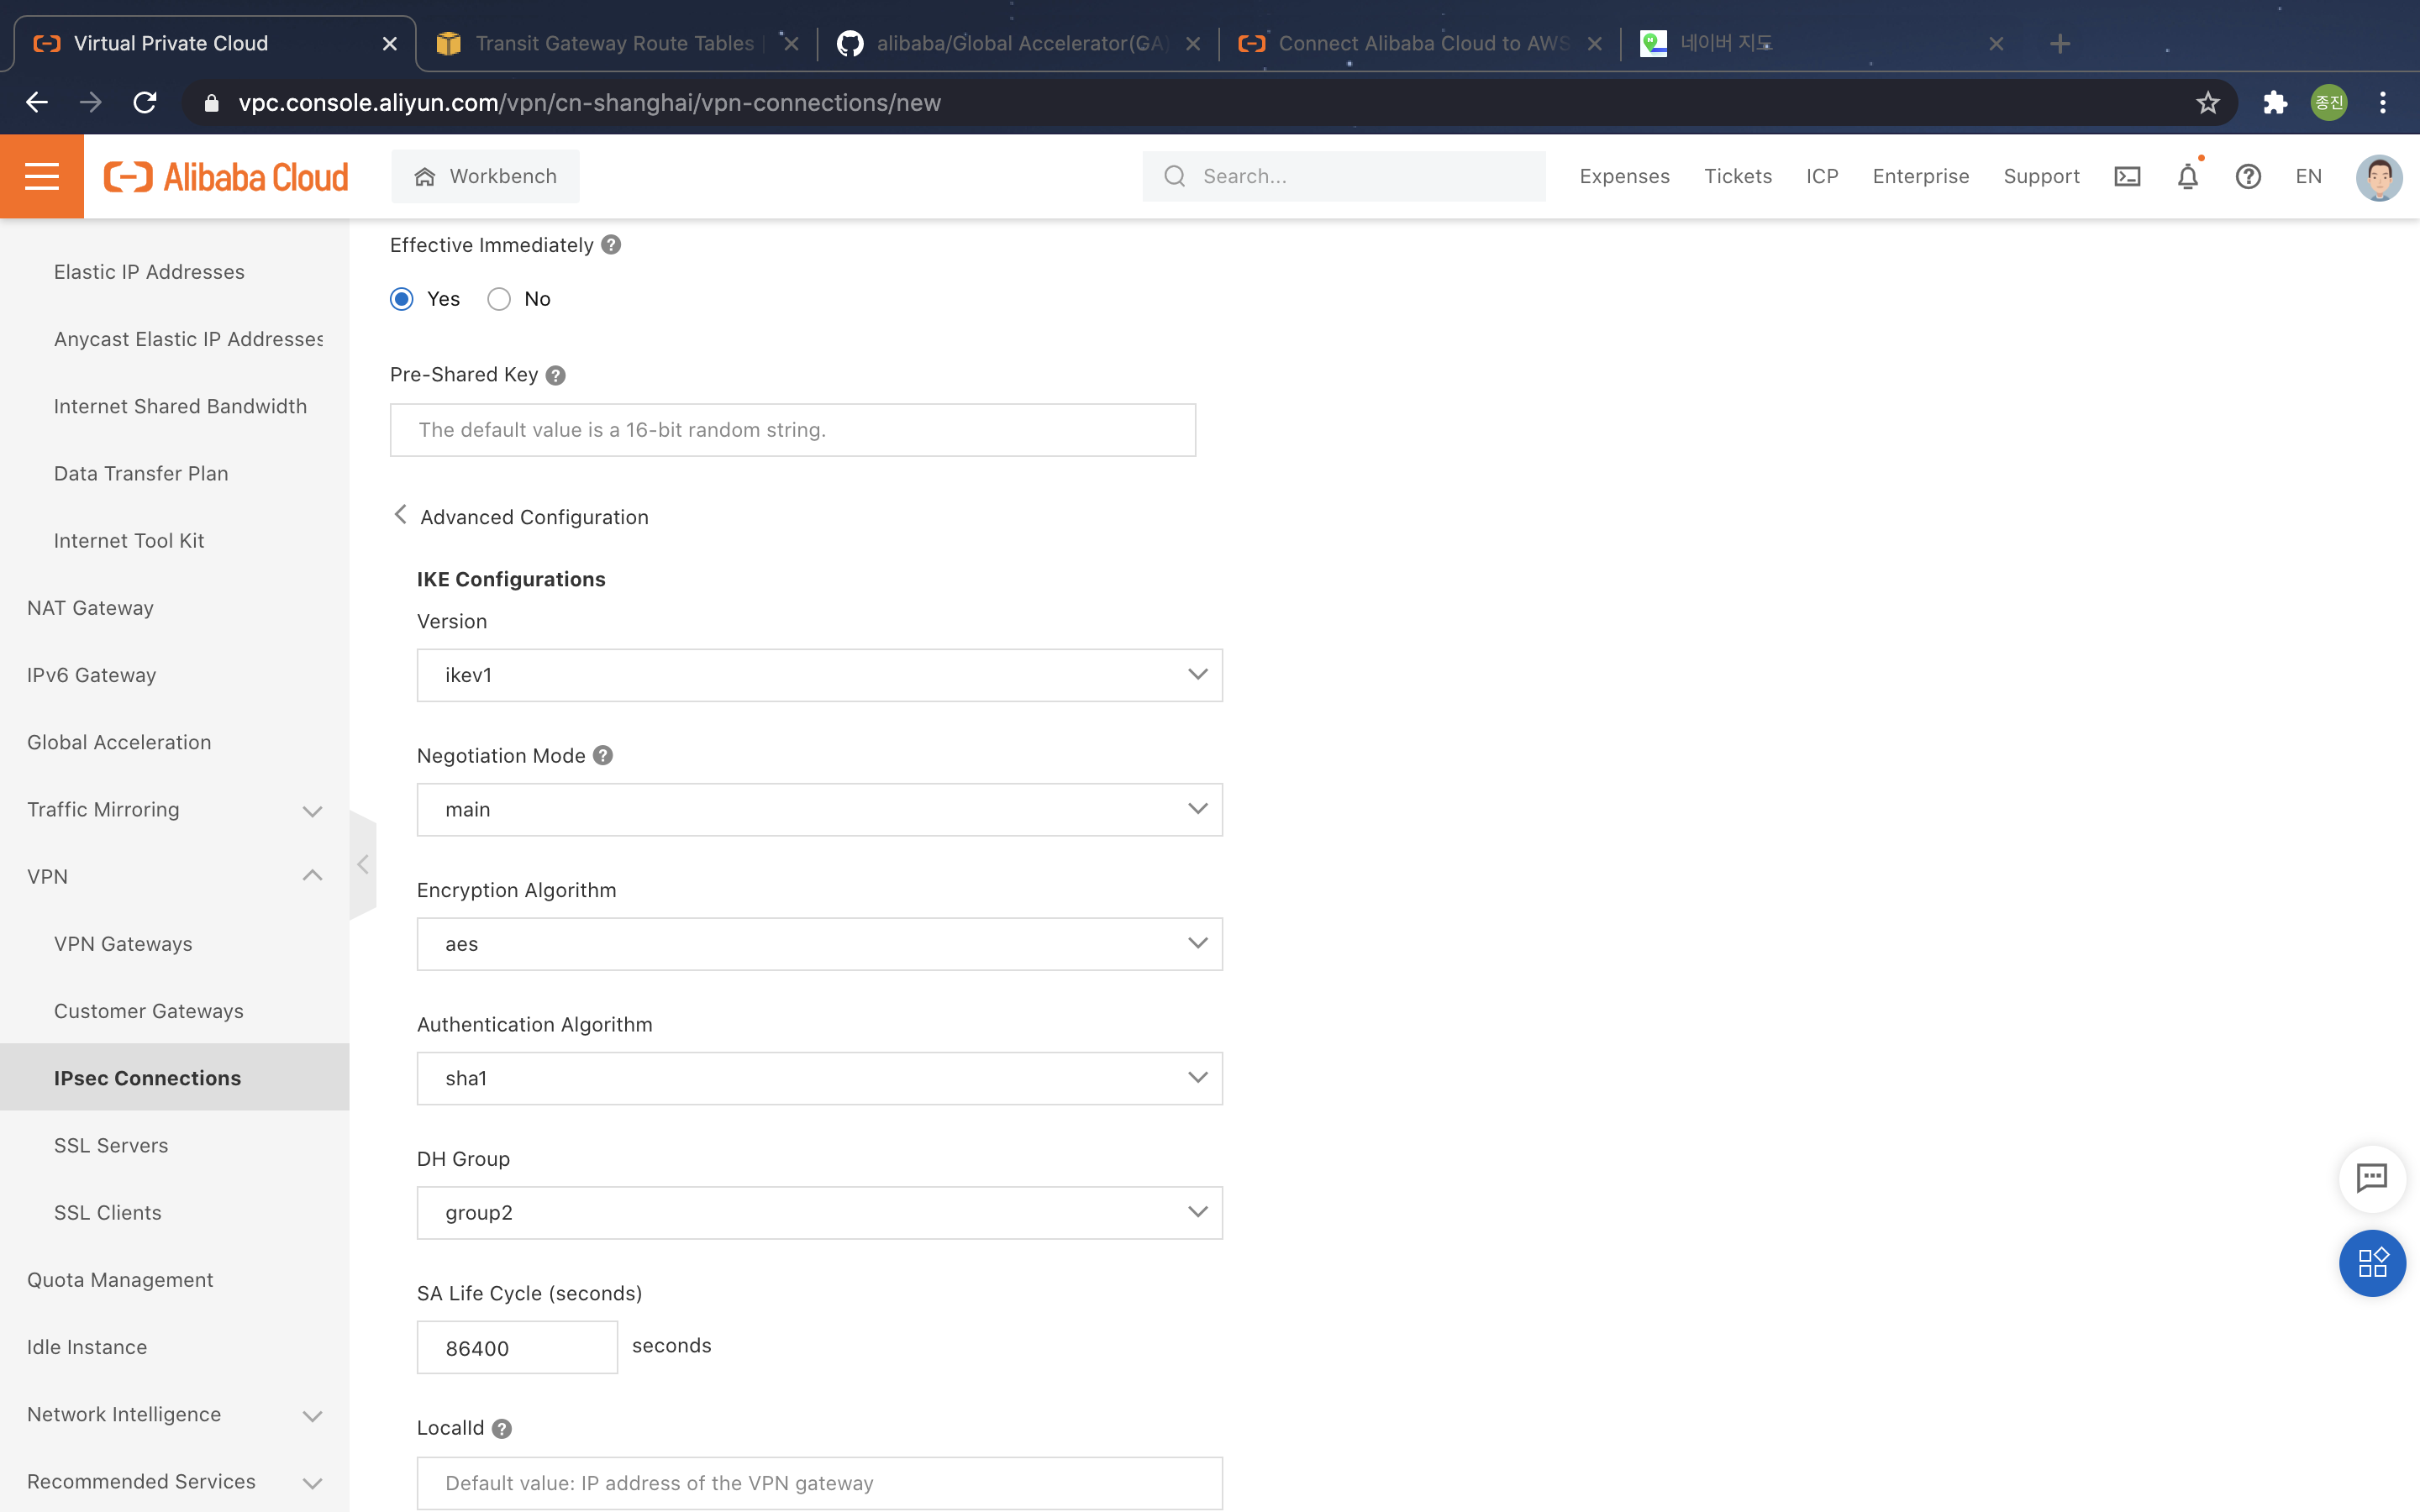 Virtual Private Cloud
Transit Gateway Route Tables |
alibaba/Global Accelerator(GA)
Connect Alibaba Cloud to AWS
네이버 지도
vpc.console.aliyun.com/vpn/cn-shanghai/vpn-connections/new
종진
Alibaba Cloud
Workbench
Search...
Expenses
Tickets
ICP
Enterprise
Support
EN
Elastic IP Addresses
Anycast Elastic IP Addresses
Internet Shared Bandwidth
Data Transfer Plan
Internet Tool Kit
NAT Gateway
IPv6 Gateway
Global Acceleration
Traffic Mirroring
VPN
VPN Gateways
Customer Gateways
IPsec Connections
SSL Servers
SSL Clients
Quota Management
Idle Instance
Network Intelligence
Recommended Services
Effective Immediately
Yes
No
Pre-Shared Key
The default value is a 16-bit random string.
Advanced Configuration
IKE Configurations
Version
ikev1
Negotiation Mode
main
Encryption Algorithm
aes
Authentication Algorithm
sha1
DH Group
group2
SA Life Cycle (seconds)
86400 seconds
LocalId
Default value: IP address of the VPN gateway